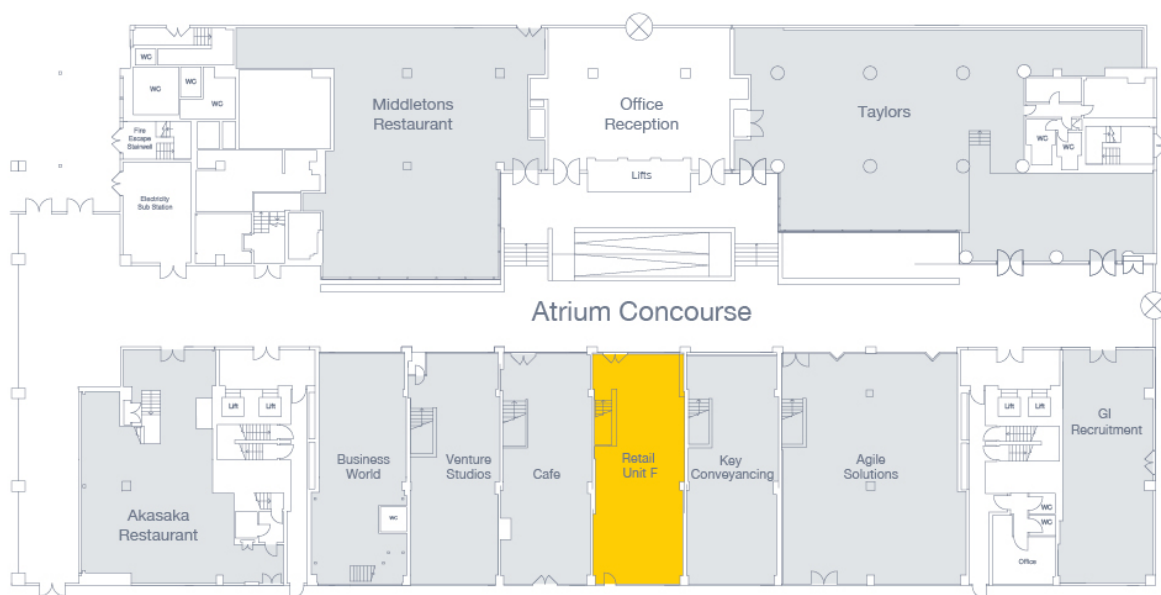 WC
WC
WC
WC
Middletons
Restaurant
Office
Reception
Taylors
Fire
Escape
Stairwell
WC
WC
Lifts
Electricity
Sub Station
Atrium Concourse
Lift
Lift
Lift
Lift
GI
Recruitment
Business
World
Venture
Studios
Cafe
Retail
Unit F
Key
Conveyancing
Agile
Solutions
Akasaka
Restaurant
WC
WC
WC
Office